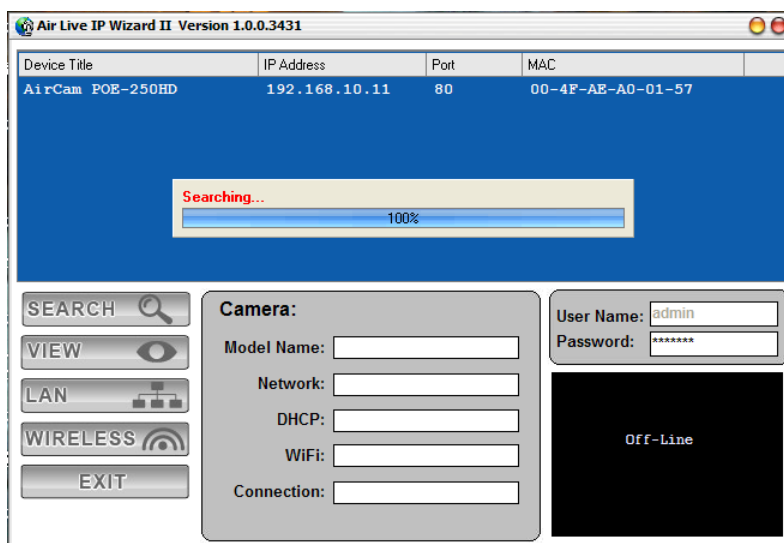 Air Live IP Wizard II Version 1.0.0.3431
Device Title IP Address Port MAC
AirCam POE-250HD 192.168.10.11 80 00-4F-AE-A0-01-57
Searching...
100%
SEARCH
VIEW
LAN
WIRELESS
EXIT
Camera:
Model Name:
Network:
DHCP:
WiFi:
Connection:
User Name: admin
Password: *******
Off-Line